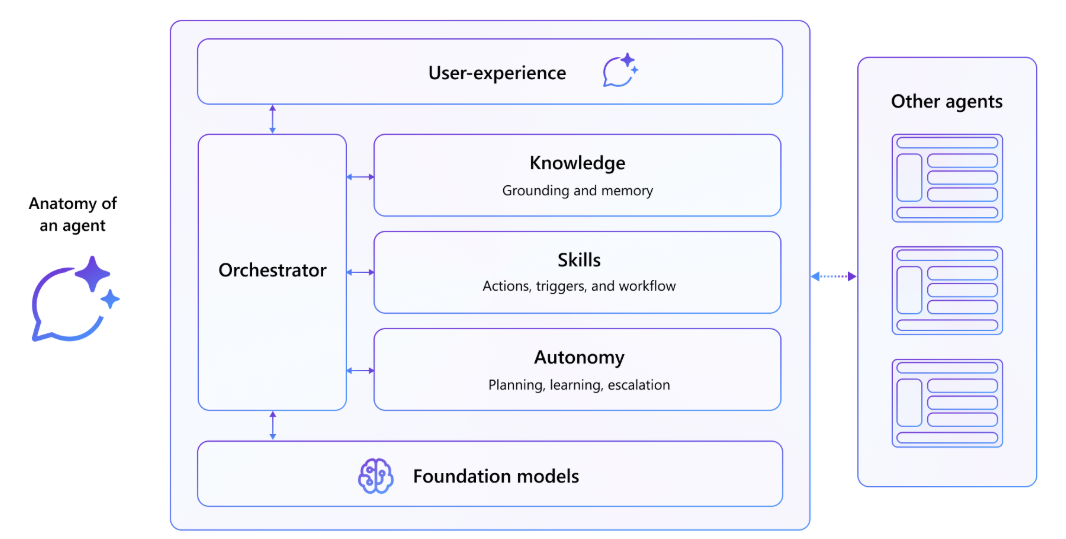 Anatomy of
an agent
User-experience
Orchestrator
Knowledge
Grounding and memory
Skills
Actions, triggers, and workflow
Autonomy
Planning, learning, escalation
Foundation models
Other agents